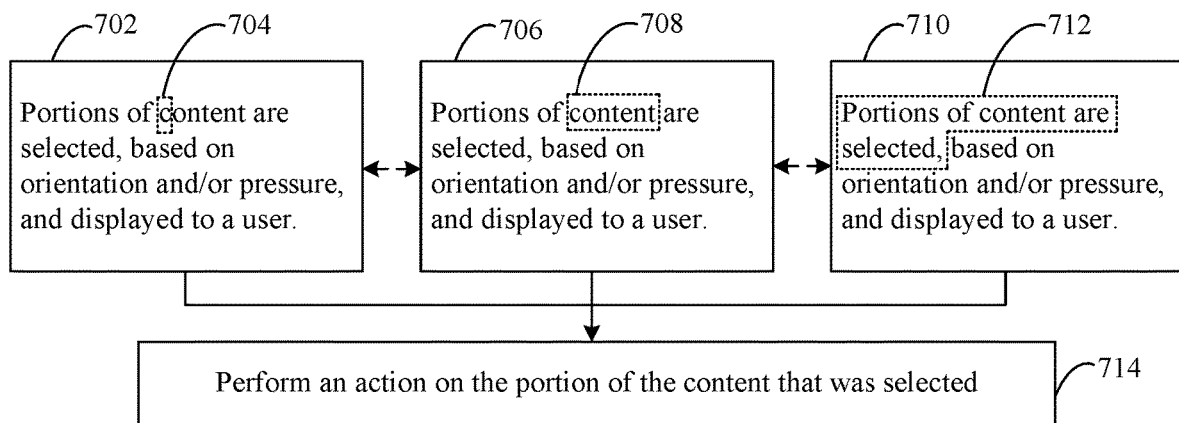 702
704
706
708
710
712
Portions of content are
selected, based on
orientation and/or pressure,
and displayed to a user.
Portions of content are
selected, based on
orientation and/or pressure,
and displayed to a user.
Portions of content are
selected, based on
orientation and/or pressure,
and displayed to a user.
Perform an action on the portion of the content that was selected
714